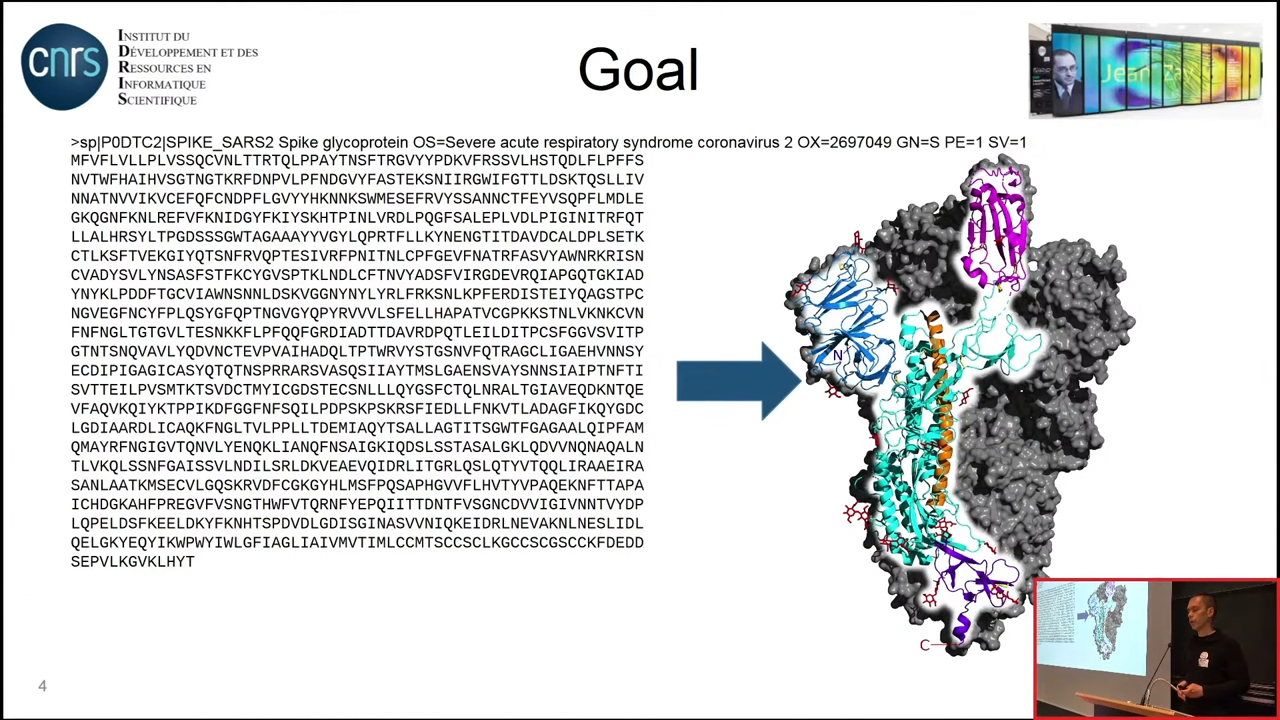 cnrs
INSTITUT DU
DÉVELOPPEMENT ET DES
RESSOURCES EN
INFORMATIQUE
SCIENTIFIQUE
Goal
Jean Zay
>sp|P0DTC2|SPIKE_SARS2 Spike glycoprotein OS=Severe acute respiratory syndrome coronavirus 2 OX=2697049 GN=S PE=1 SV=1
MFVFLVLLPLVSSQCVNLTTRTQLPPAYTNSFTRGVYYPDKVFRSSVLHSTQDLFLPFFS
NVTWFHAIHVSGTNGTKRFDNPVLPFNDGVYFASTEKSNIIRGWIFGTTLDSKTQSLLIV
NNATNVVIKVCEFQFCNDPFLGVYYHKNNKSWMESEFRVYSSANNCTFEYVSQPFLMDLE
GKQGNFKNLREFVFKNIDGYFKIYSKHTPINLVRDLPQGFSALEPLVDLPIGINITRFQT
LLALHRSYLTPGDSSSGWTAGAAAYYVGYLQPRTFLLKYNENGTITDAVDCALDPLSETK
CTLKSFTVEKGIYQTSNFRVQPTESIVRFPNITNLCPFGEVFNATRFASVYAWNRKRISN
CVADYSVLYNSASFSTFKCYGVSPTKLNDLCFTNVYADSFVIRGDEVRQIAPGQTGKIAD
YNYKLPDDFTGCVIAWNSNNLDSKVGGNYNYLYRLFRKSNLKPFERDISTEIYQAGSTPC
NGVEGFNCYFPLQSYGFQPTNGVGYQPYRVVVLSFELLHAPATVCGPKKSTNLVKNKCVN
FNFNGLTGTGVLTESNKKFLPFQQFGRDIADTTDAVRDPQTLEILDITPCSFGGVSVITP
GTNTSNQVAVLYQDVNCTEVPVAIHADQLTPTWRVYSTGSNVFQTRAGCLIGAEHVNNSY
ECDIPIGAGICASYQTQTNSPRRARSVASQSIIAYTMSLGAENSVAYSNNSIAIPTNFTI
SVTTEILPVSMTKTSVDCTMYICGDSTECSNLLLQYGSFCTQLNRALTGIAVEQDKNTQE
VFAQVKQIYKTPPIKDFGGFNFSQILPDPSKPSKRSFIEDLLFNKVTLADAGFIKQYGDC
LGDIAARDLICAQKFNGLTVLPPLLTDEMIAQYTSALLAGTITSGWTFGAGAALQIPFAM
QMAYRFNGIGVTQNVLYENQKLIANQFNSAIGKIQDSLSSTASALGKLQDVVNQNAQALN
TLVKQLSSNFGAISSVLNDILSRLDKVEAEVQIDRLITGRLQSLQTYVTQQLIRAAEIRA
SANLAATKMSECVLGQSKRVDFCGKGYHLMSFPQSAPHGVVFLHVTYVPAQEKNFTTAPA
ICHDGKAHFPREGVFVSNGTHWFVTQRNFYEPQIITTDNTFVSGNCDVVIGIVNNTVYDP
LQPELDSFKEELDKYFKNHTSPDVDLGDISGINASVVNIQKEIDRLNEVAKNLNESLIDL
QELGKYEQYIKWPWYIWLGFIAGLIAIVMVTIMLCCMTSCCSCLKGCCSCGSCCKFDEDD
SEPVLKGVKLHYT
N
C
4